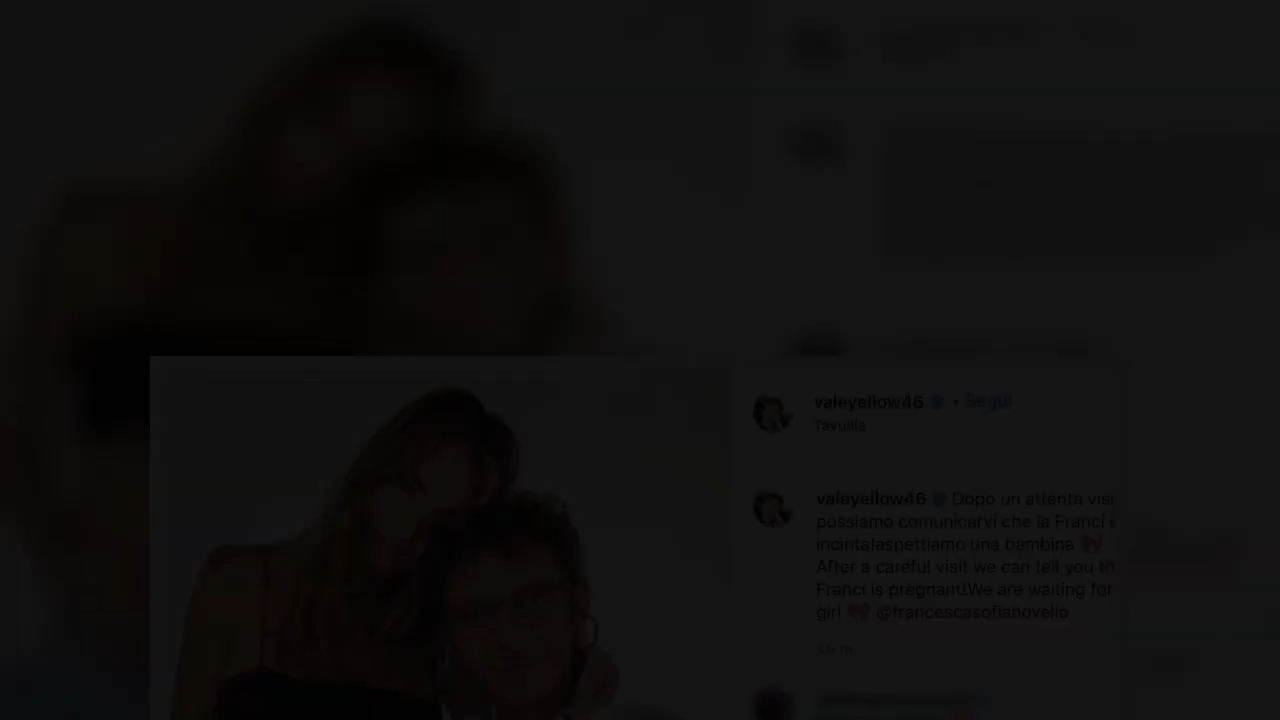 valeyellow46 • Segui
Tavullia
valeyellow46 Dopo un attenta visi
possiamo comunicarvi che la Franci è
incinta!aspettiamo una bambina
After a careful visit we can tell you th
Franci is pregnant!We are waiting for
girl @francescasofianovello